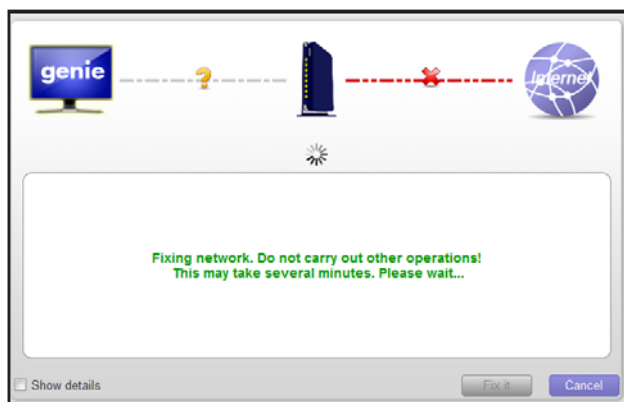 genie
?
Internet
Fixing network. Do not carry out other operations!
This may take several minutes. Please wait...
Show details
Fix it
Cancel